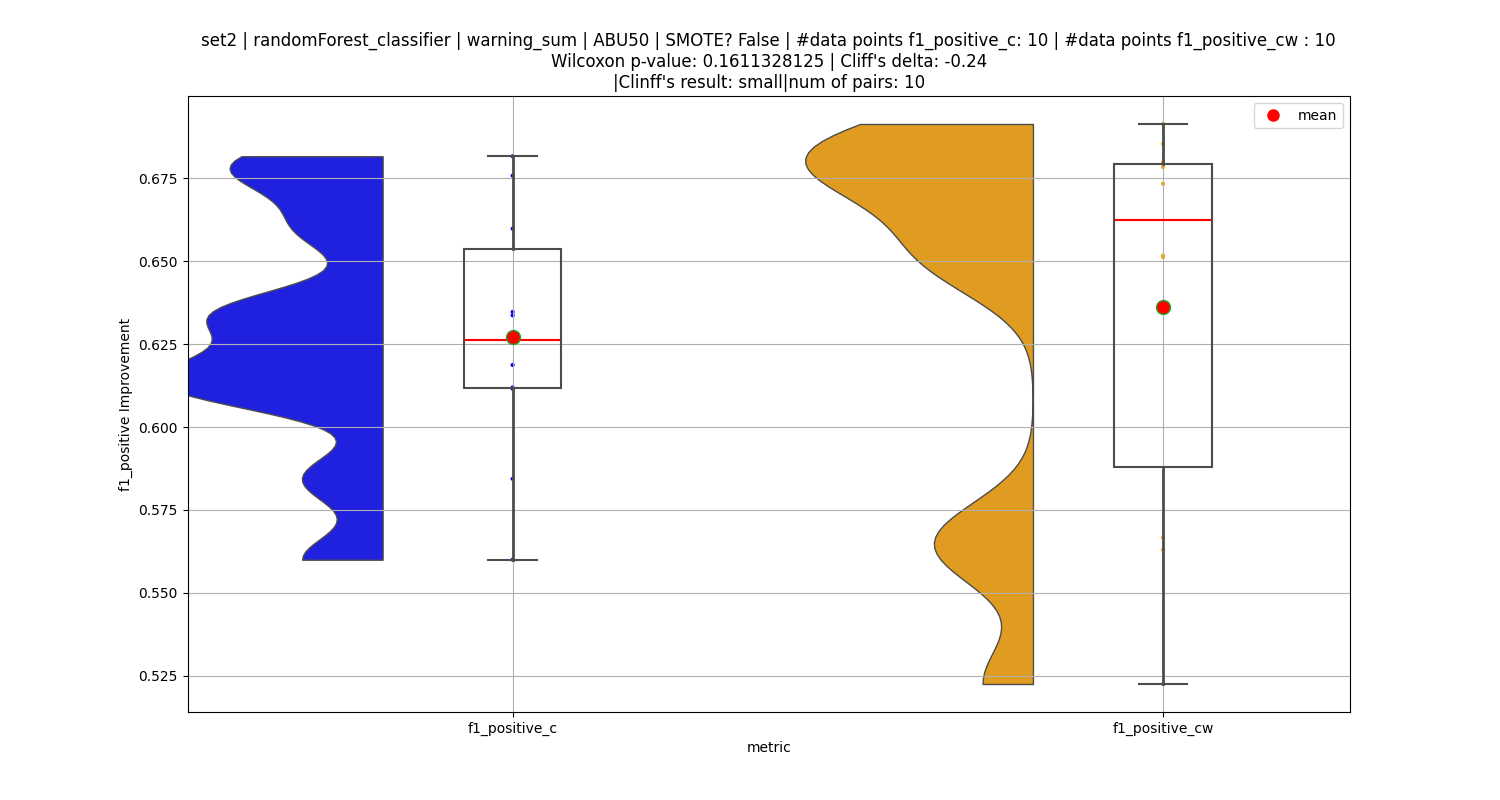 set2 | randomForest_classifier | warning_sum | ABU50 | SMOTE? False | #data points f1_positive_c: 10 | #data points f1_positive_cw : 10
Wilcoxon p-value: 0.1611328125 | Cliff's delta: -0.24
|Clinff's result: small|num of pairs: 10
mean
0.675
0.650
0.625
0.600
0.575
0.550
0.525
f1_positive Improvement
f1_positive_c
f1_positive_cw
metric